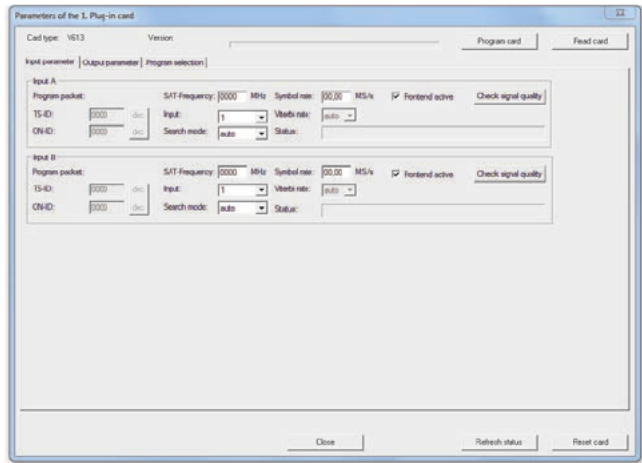 Parameters of the 1. Plug-in card
Card type: V613 Version: Program card Read card
Input parameter Output parameter Program selection
Input A
Program packet: SAT-Frequency: 0000 MHz Symbol rate: 00,00 MS/s Frontend active Check signal quality
TS-ID: 0000 dec Input: 1 Viterbi rate: auto
ON-ID: 0000 dec Search mode: auto Status:
Input B
Program packet: SAT-Frequency: 0000 MHz Symbol rate: 00,00 MS/s Frontend active Check signal quality
TS-ID: 0000 dec Input: 1 Viterbi rate: auto
ON-ID: 0000 dec Search mode: auto Status:
Close Refresh status Reset card